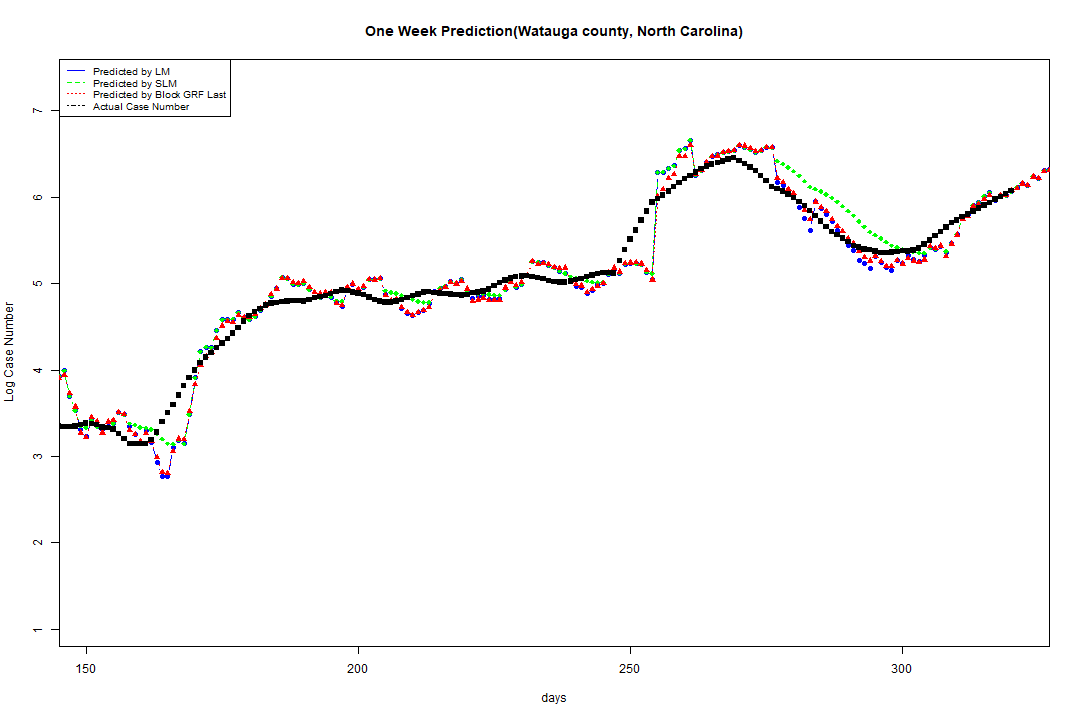 One Week Prediction(Watauga county, North Carolina)
Predicted by LM
Predicted by SLM
Predicted by Block GRF Last
Actual Case Number
7
6
5
4
3
2
1
Log Case Number
150 200 250 300
days